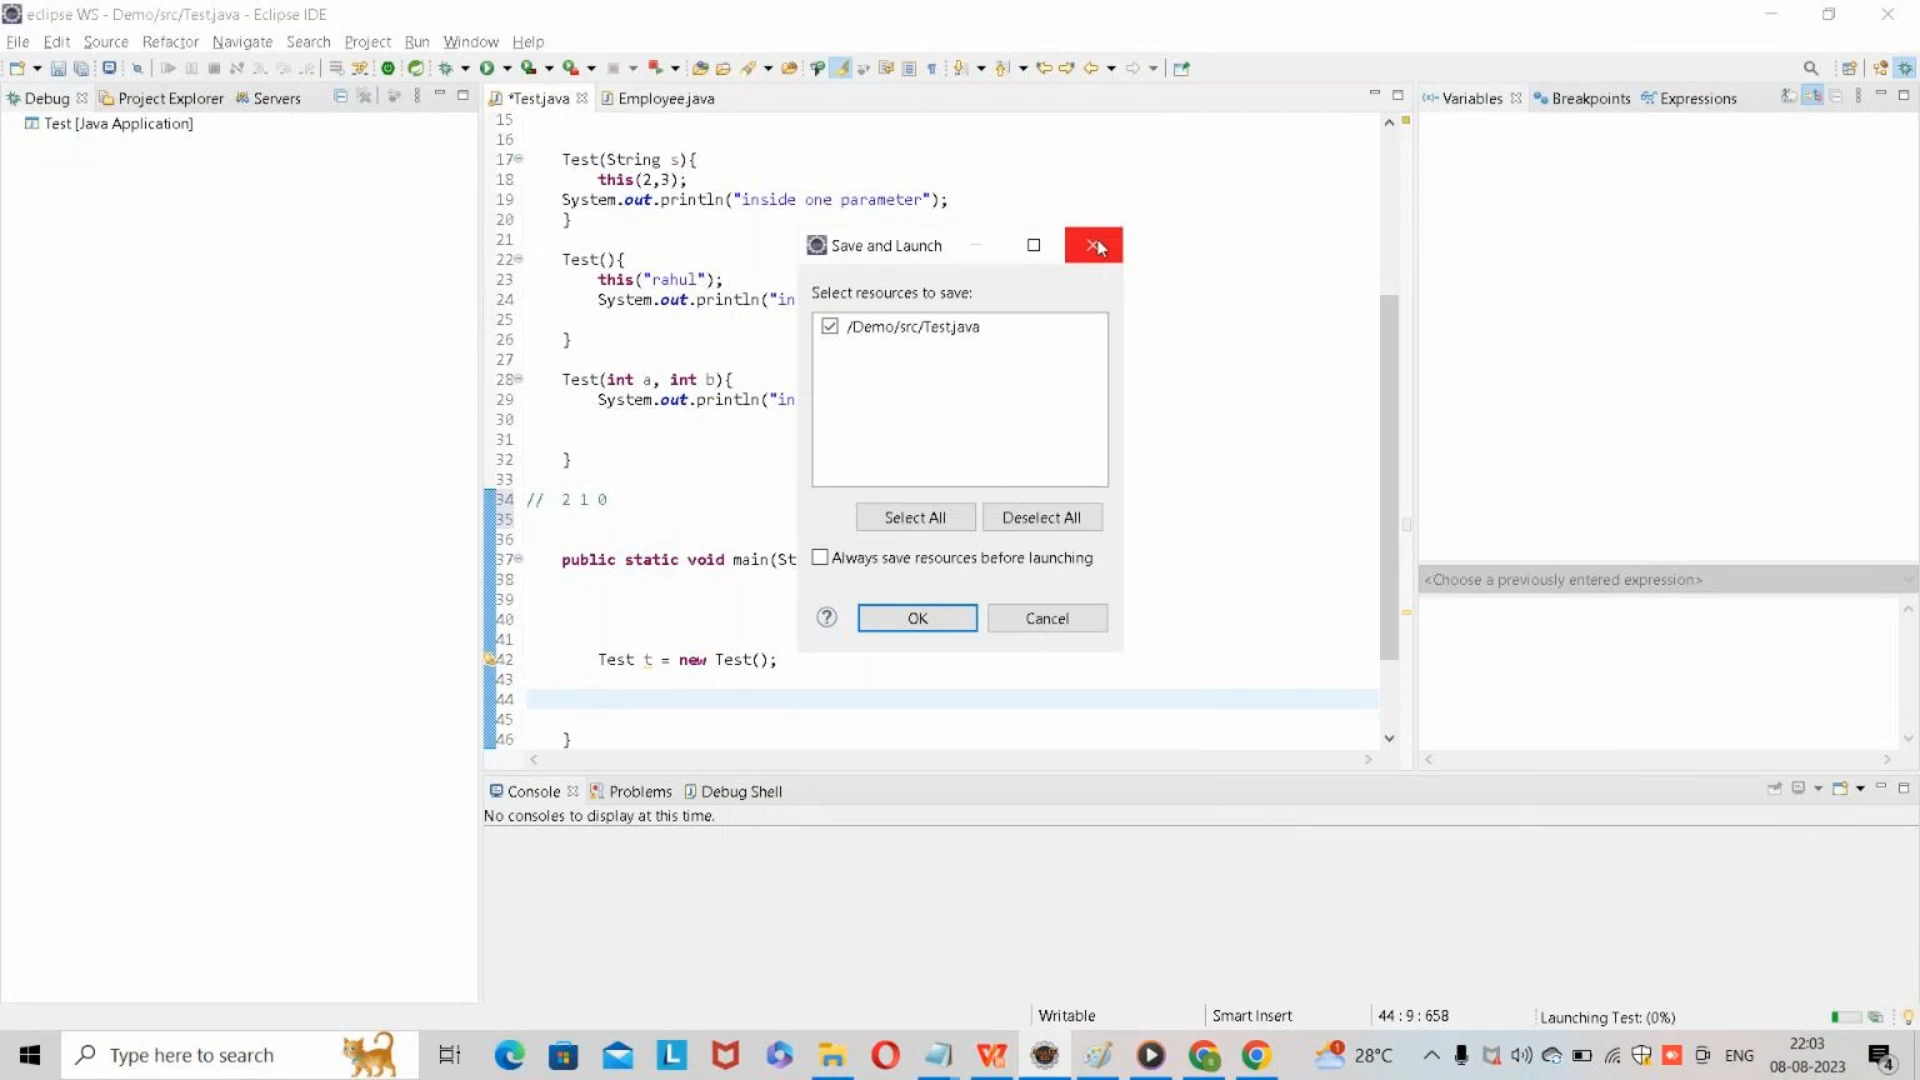 eclipse WS - Demo/src/Test.java - Eclipse IDE
File Edit Source Refactor Navigate Search Project Run Window Help
Debug Project Explorer Servers
Test [Java Application]
*Test.java Employee.java
15
16
17 Test(String s){
18 this(2,3);
19 System.out.println("inside one parameter");
20 }
21
22 Test(){
23 this("rahul");
24 System.out.println("in
25
26 }
27
28 Test(int a, int b){
29 System.out.println("in
30
31
32 }
33
34 // 2 1 0
35
36
37 public static void main(St
38
39
40
41
42 Test t = new Test();
43
44
45
46 }
Save and Launch
Select resources to save:
/Demo/src/Test.java
Select All Deselect All
Always save resources before launching
OK Cancel
Variables Breakpoints Expressions
<Choose a previously entered expression>
Console Problems Debug Shell
No consoles to display at this time.
Writable Smart Insert 44 : 9 : 658 Launching Test: (0%)
Type here to search
28°C ENG
22:03
08-08-2023
4